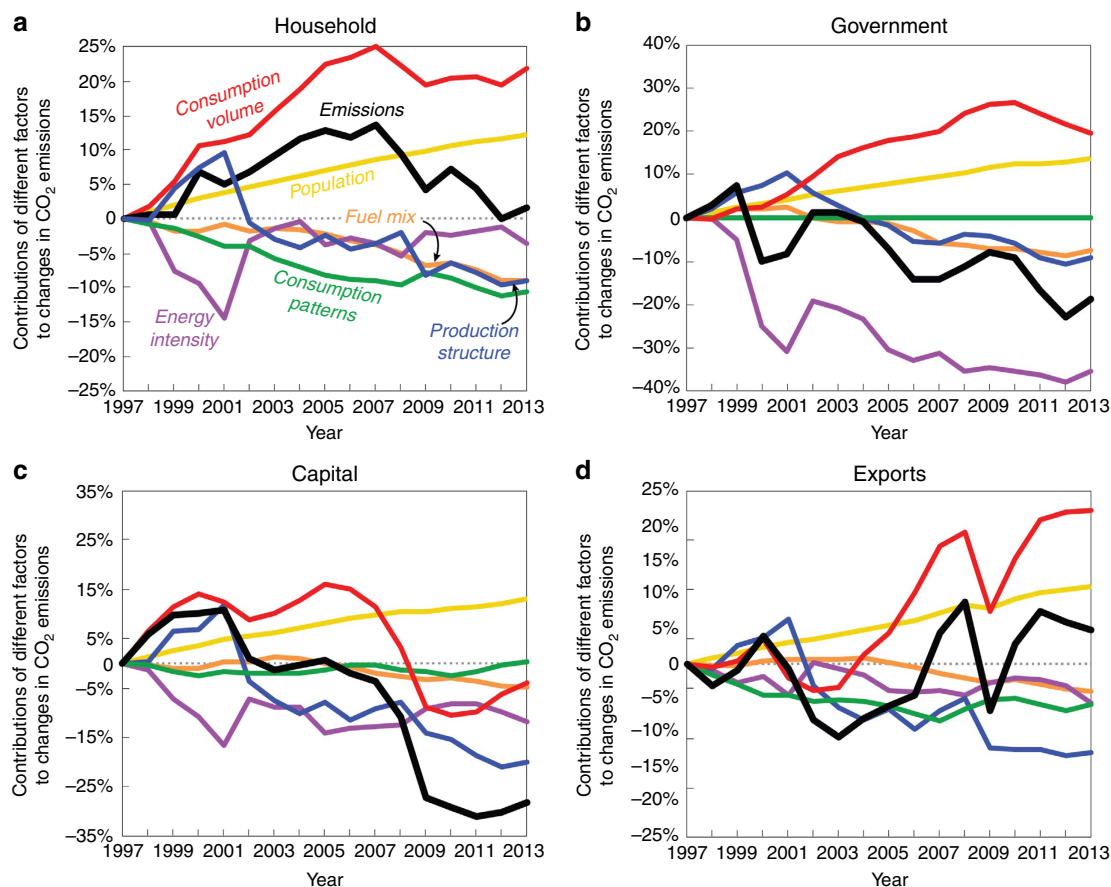 a
Household
Contributions of different factors
to changes in CO2 emissions
25%
20%
15%
10%
5%
0
–5%
–10%
–15%
–20%
–25%
Consumption
volume
Emissions
Population
Fuel mix
Consumption
patterns
Energy
intensity
Production
structure
1997 1999 2001 2003 2005 2007 2009 2011 2013
Year
b
Government
Contributions of different factors
to changes in CO2 emissions
40%
30%
20%
10%
0
–10%
–20%
–30%
–40%
1997 1999 2001 2003 2005 2007 2009 2011 2013
Year
c
Capital
Contributions of different factors
to changes in CO2 emissions
35%
25%
15%
5%
0
–5%
–15%
–25%
–35%
1997 1999 2001 2003 2005 2007 2009 2011 2013
Year
d
Exports
Contributions of different factors
to changes in CO2 emissions
25%
20%
15%
10%
5%
0
–5%
–10%
–15%
–20%
–25%
1997 1999 2001 2003 2005 2007 2009 2011 2013
Year